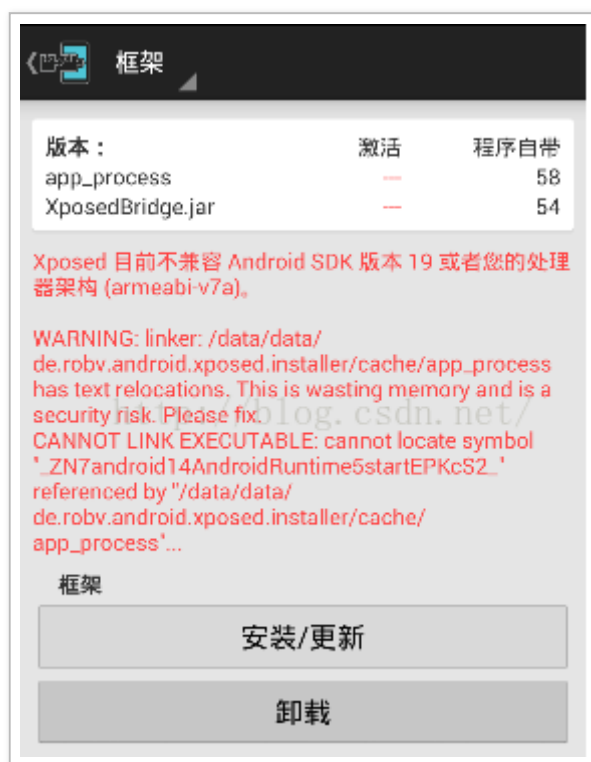 框架
版本： 激活 程序自带
app_process --- 58
XposedBridge.jar --- 54
Xposed 目前不兼容 Android SDK 版本 19 或者您的处理
器架构 (armeabi-v7a)。
WARNING: linker: /data/data/
de.robv.android.xposed.installer/cache/app_process
has text relocations. This is wasting memory and is a
security risk. Please fix.
http://blog.csdn.net/
CANNOT LINK EXECUTABLE: cannot locate symbol
"_ZN7android14AndroidRuntime5startEPKcS2_"
referenced by "/data/data/
de.robv.android.xposed.installer/cache/
app_process"...
框架
安装/更新
卸载